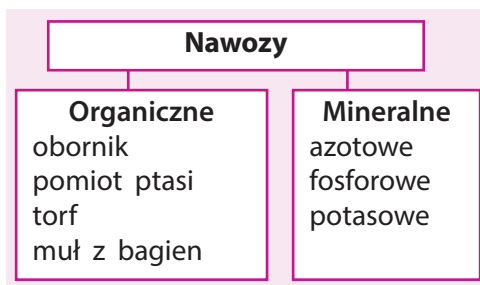 Nawozy
Organiczne
obornik
pomiot ptasi
torf
muł z bagien
Mineralne
azotowe
fosforowe
potasowe